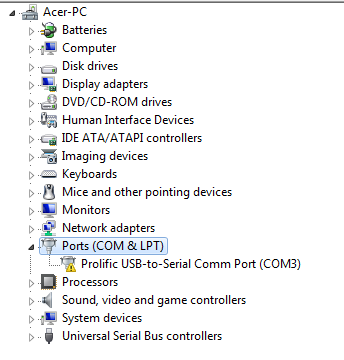 Acer-PC
Batteries
Computer
Disk drives
Display adapters
DVD/CD-ROM drives
Human Interface Devices
IDE ATA/ATAPI controllers
Imaging devices
Keyboards
Mice and other pointing devices
Monitors
Network adapters
Ports (COM & LPT)
Prolific USB-to-Serial Comm Port (COM3)
Processors
Sound, video and game controllers
System devices
Universal Serial Bus controllers